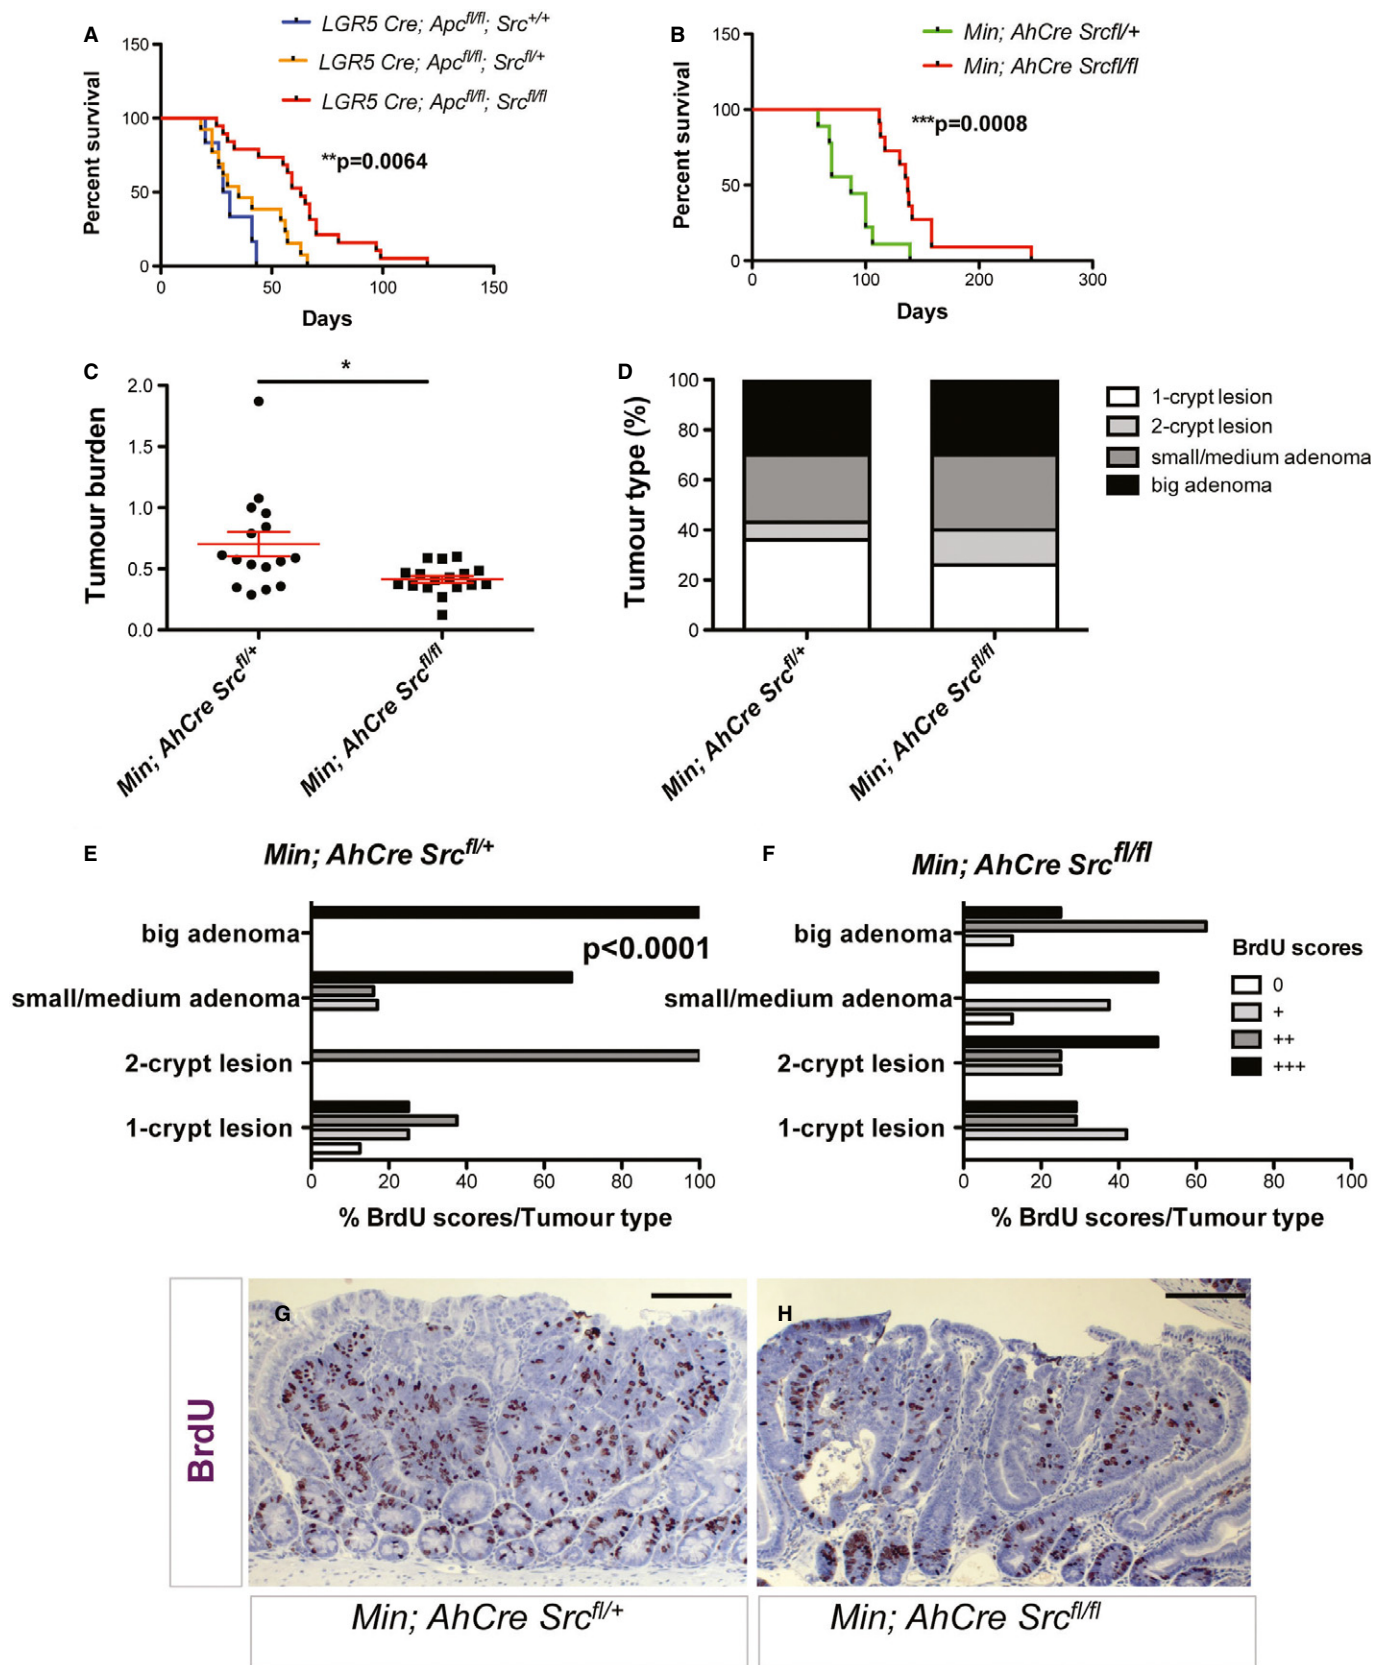 A
LGR5 Cre; Apcfl/fl; Src+/+
LGR5 Cre; Apcfl/fl; Srcfl/+
LGR5 Cre; Apcfl/fl; Srcfl/fl
**p=0.0064
Percent survival
150
100
50
0
0 50 100 150
Days
B
Min; AhCre Srcfl/+
Min; AhCre Srcfl/fl
***p=0.0008
Percent survival
150
100
50
0
0 100 200 300
Days
C
*
Tumour burden
2.0
1.5
1.0
0.5
0.0
Min; AhCre Srcfl/+
Min; AhCre Srcfl/fl
D
Tumour type (%)
100
80
60
40
20
0
Min; AhCre Srcfl/+
Min; AhCre Srcfl/fl
1-crypt lesion
2-crypt lesion
small/medium adenoma
big adenoma
E
Min; AhCre Srcfl/+
big adenoma
p<0.0001
small/medium adenoma
2-crypt lesion
1-crypt lesion
0 20 40 60 80 100
% BrdU scores/Tumour type
F
Min; AhCre Srcfl/fl
big adenoma
small/medium adenoma
2-crypt lesion
1-crypt lesion
0 20 40 60 80 100
% BrdU scores/Tumour type
BrdU scores
0
+
++
+++
BrdU
G
H
Min; AhCre Srcfl/+
Min; AhCre Srcfl/fl